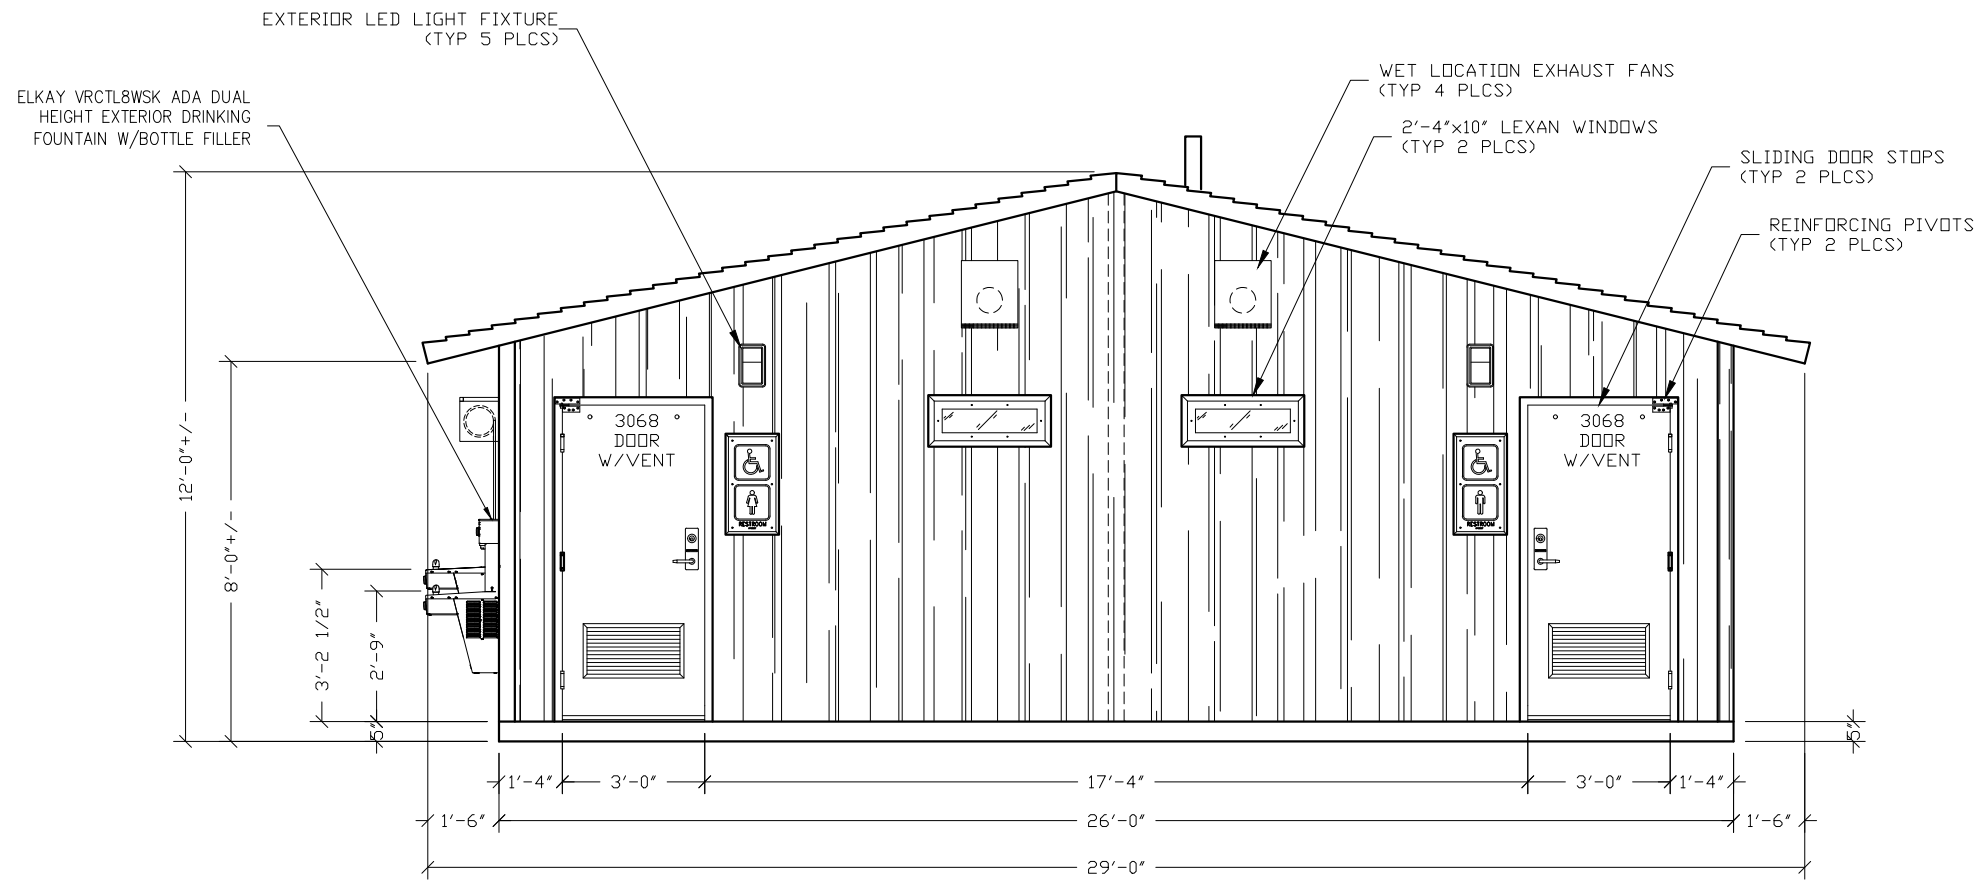 EXTERIOR LED LIGHT FIXTURE
(TYP 5 PLCS)
ELKAY VRCTL8WSK ADA DUAL
HEIGHT EXTERIOR DRINKING
FOUNTAIN W/BOTTLE FILLER
WET LOCATION EXHAUST FANS
(TYP 4 PLCS)
2'-4"x10" LEXAN WINDOWS
(TYP 2 PLCS)
SLIDING DOOR STOPS
(TYP 2 PLCS)
REINFORCING PIVOTS
(TYP 2 PLCS)
3068
DOOR
W/VENT
RESTROOM
3068
DOOR
W/VENT
RESTROOM
12'-0"+/-
8'-0"+/-
3'-2 1/2"
2'-9"
5"
5"
1'-4"
3'-0"
17'-4"
3'-0"
1'-4"
1'-6"
26'-0"
1'-6"
29'-0"